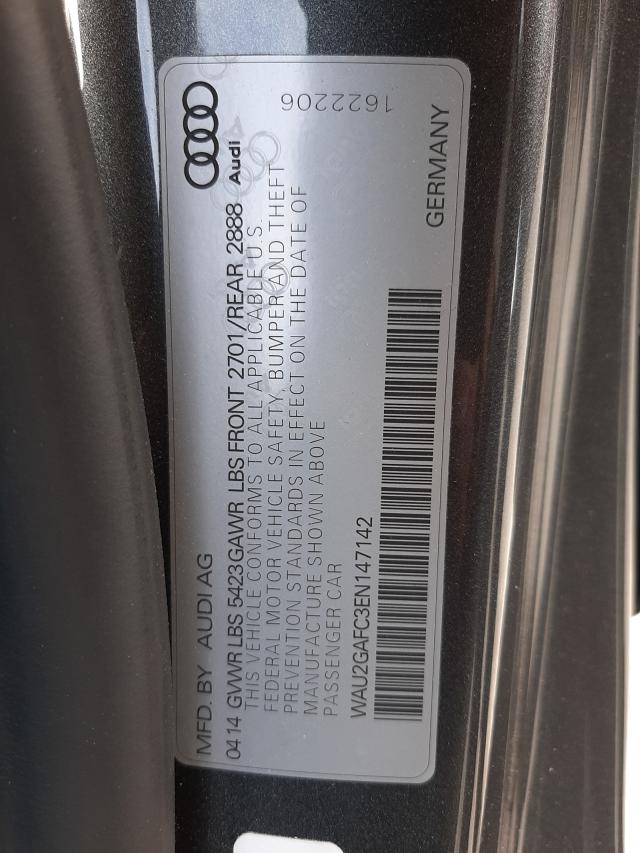 MFD. BY AUDI AG
0414 GVWR LBS 5423 GAWR LBS FRONT 2701/REAR 2888 Audi
THIS VEHICLE CONFORMS TO ALL APPLICABLE U.S.
FEDERAL MOTOR VEHICLE SAFETY, BUMPER AND THEFT
PREVENTION STANDARDS IN EFFECT ON THE DATE OF
MANUFACTURE SHOWN ABOVE
PASSENGER CAR
WAU2GAFC3EN147142
GERMANY
1622206